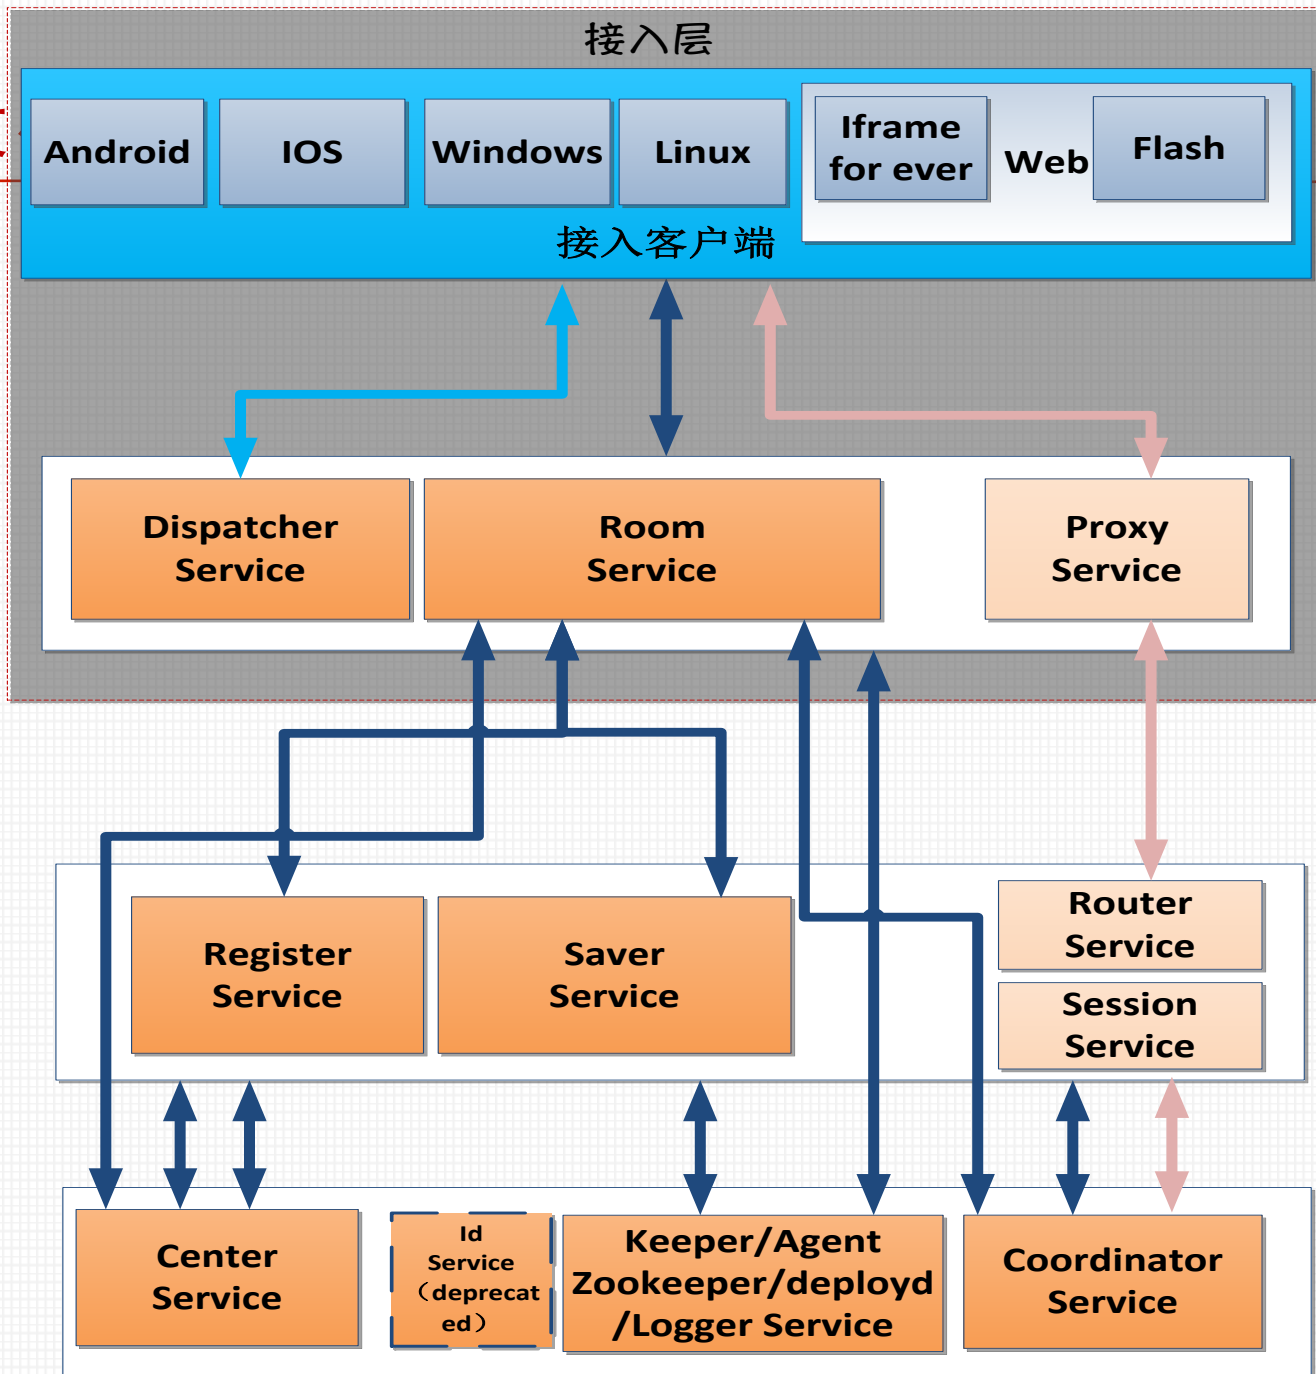 接入层
Android
IOS
Windows
Linux
Iframe
for ever
Web
Flash
接入客户端
Dispatcher
Service
Room
Service
Proxy
Service
Register
Service
Saver
Service
Router
Service
Session
Service
Center
Service
Id
Service
（deprecat
ed）
Keeper/Agent
Zookeeper/deployd
/Logger Service
Coordinator
Service